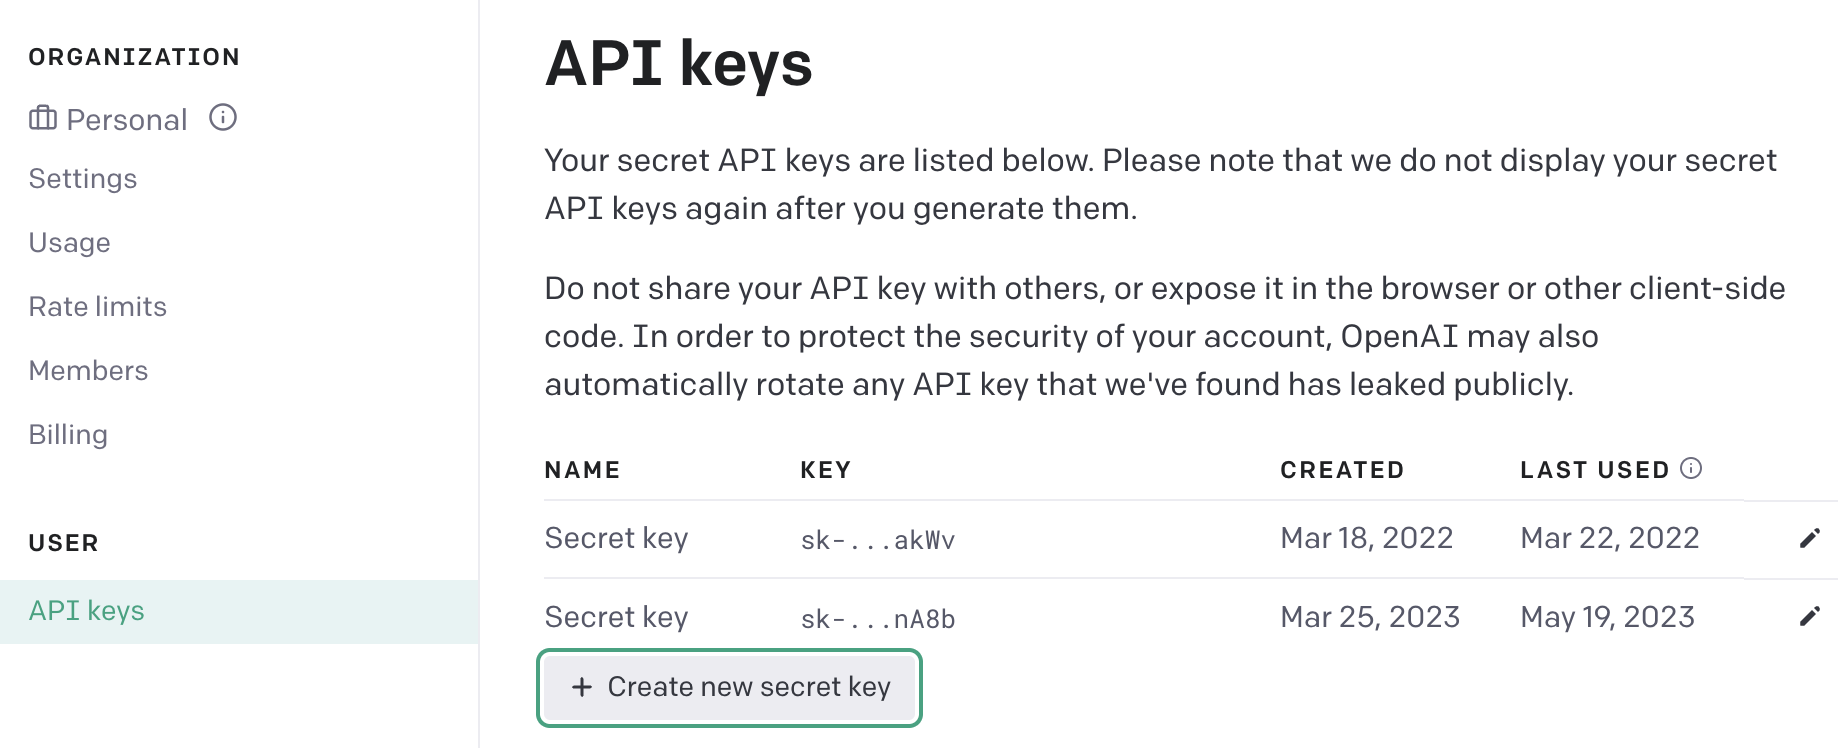 ORGANIZATION
Personal
Settings
Usage
Rate limits
Members
Billing
USER
API keys
API keys
Your secret API keys are listed below. Please note that we do not display your secret
API keys again after you generate them.
Do not share your API key with others, or expose it in the browser or other client-side
code. In order to protect the security of your account, OpenAI may also
automatically rotate any API key that we've found has leaked publicly.
NAME KEY CREATED LAST USED
Secret key sk-...akWv Mar 18, 2022 Mar 22, 2022
Secret key sk-...nA8b Mar 25, 2023 May 19, 2023
+ Create new secret key